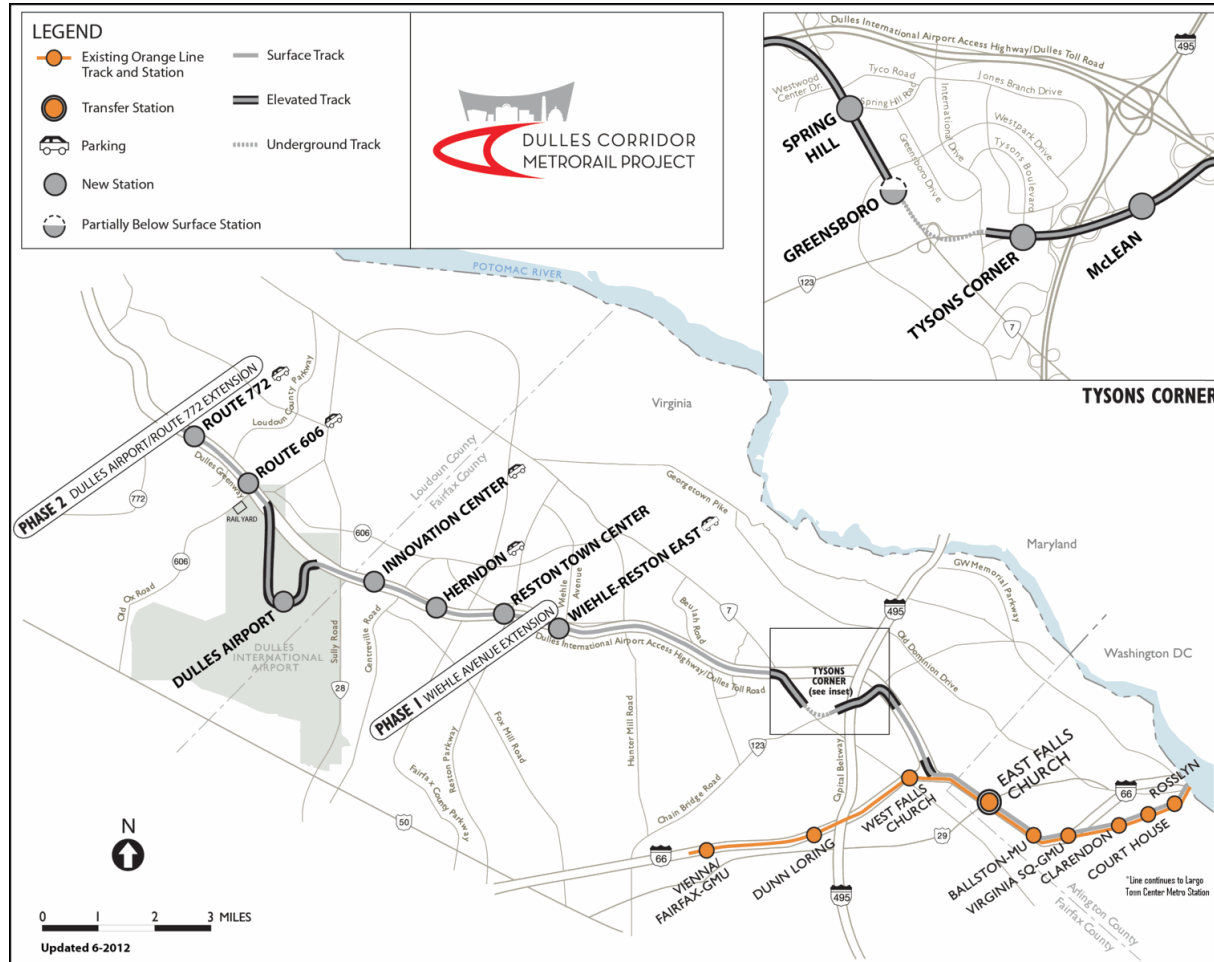 LEGEND
Existing Orange Line
Track and Station
Transfer Station
Parking
New Station
Partially Below Surface Station
Surface Track
Elevated Track
Underground Track
DULLES CORRIDOR
METRORAIL PROJECT
Dulles International Airport Access Highway/Dulles Toll Road
495
Tyco Road
Westwood
Center Dr.
Spring Hill Road
Jones Branch Drive
International Drive
Westpark Drive
Greensboro Drive
Tysons Boulevard
SPRING
HILL
GREENSBORO
TYSONS CORNER
McLEAN
123
7
TYSONS CORNER
POTOMAC RIVER
Virginia
Maryland
Washington DC
PHASE 2 DULLES AIRPORT/ROUTE 772 EXTENSION
ROUTE 772
Loudoun County Parkway
ROUTE 606
Dulles Greenway
RAIL YARD
772
606
Old Ox Road
Loudoun County
Fairfax County
606
INNOVATION CENTER
HERNDON
RESTON TOWN CENTER
WIEHLE-RESTON EAST
Wiehle
Avenue
DULLES AIRPORT
DULLES
INTERNATIONAL
AIRPORT
Sully Road
28
Centreville Road
PHASE 1 WIEHLE AVENUE EXTENSION
Dulles International Airport Access Highway/Dulles Toll Road
Georgetown Pike
Beulah Road
7
495
GW Memorial Parkway
Old Dominion Drive
TYSONS
CORNER
(see inset)
Fairfax County Parkway
Reston Parkway
Fox Mill Road
Hunter Mill Road
Chain Bridge Road
123
Capital Beltway
50
66
VIENNA/
FAIRFAX-GMU
DUNN LORING
WEST FALLS
CHURCH
29
495
EAST FALLS
CHURCH
BALLSTON-MU
VIRGINIA SQ-GMU
CLARENDON
COURT HOUSE
ROSSLYN
66
Arlington County
Fairfax County
*Line continues to Largo
Town Center Metro Station
N
0 1 2 3 MILES
Updated 6-2012